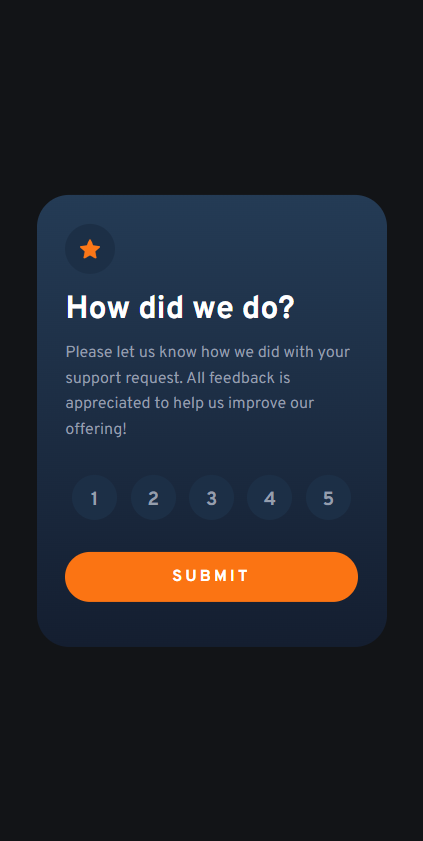 How did we do?
Please let us know how we did with your
support request. All feedback is
appreciated to help us improve our
offering!
1 2 3 4 5
SUBMIT